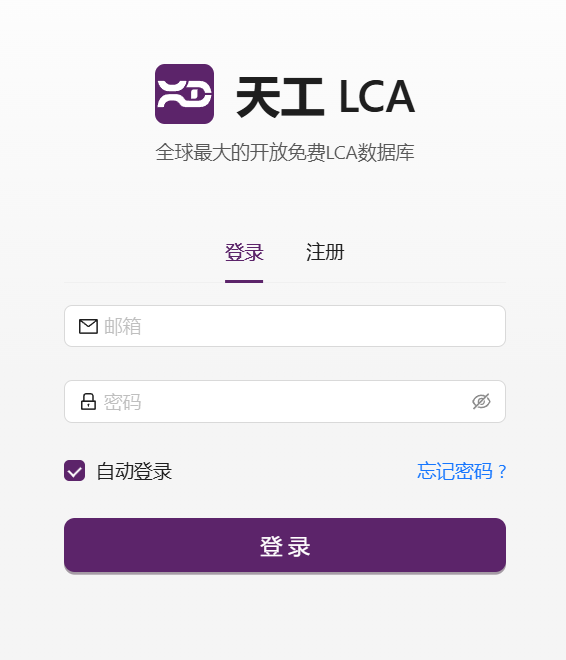 天工 LCA
全球最大的开放免费LCA数据库
登录 注册
邮箱
密码
自动登录 忘记密码 ?
登 录